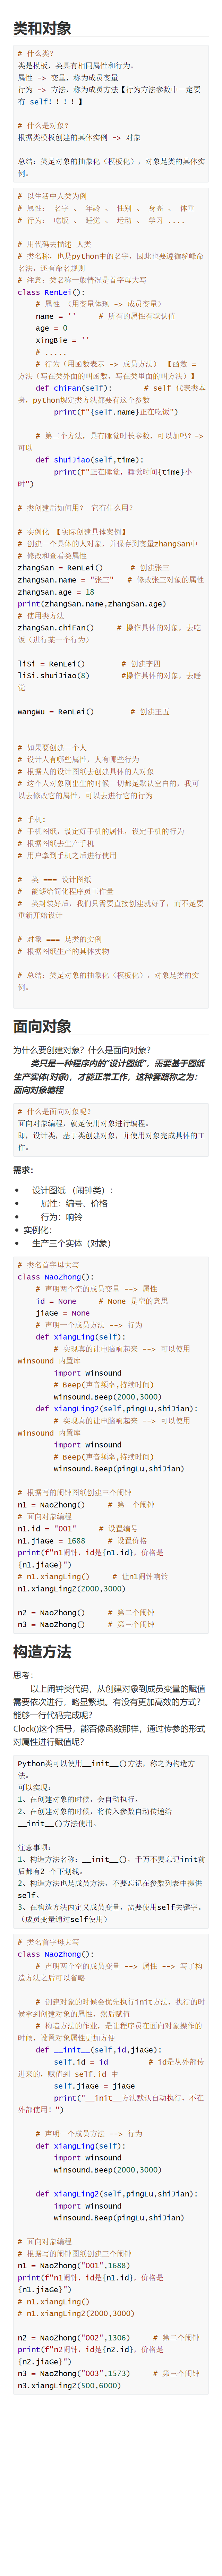 类和对象
# 什么类?
类是模板，类具有相同属性和行为。
属性 -> 变量，称为成员变量
行为 -> 方法，称为成员方法【行为方法参数中一定要
有 self！！！！】
# 什么是对象?
根据类模板创建的具体实例 -> 对象
总结：类是对象的抽象化（模板化），对象是类的具体实
例。
# 以生活中人类为例
# 属性： 名字 、 年龄 、 性别 、 身高 、 体重
# 行为： 吃饭 、 睡觉 、 运动 、 学习 ....
# 用代码去描述 人类
# 类名称，也是python中的名字，因此也要遵循驼峰命
名法，还有命名规则
# 注意：类名称一般情况是首字母大写
class RenLei():
# 属性 （用变量体现 -> 成员变量）
name = '' # 所有的属性有默认值
age = 0
xingBie = ''
# .....
# 行为（用函数表示 -> 成员方法） 【函数 =
方法（写在类外面的叫函数，写在类里面的叫方法）】
def chiFan(self): # self 代表类本
身，python规定类方法都要有这个参数
print(f"{self.name}正在吃饭")
# 第二个方法，具有睡觉时长参数，可以加吗？->
可以
def shuiJiao(self,time):
print(f"正在睡觉，睡觉时间{time}小
时")
# 类创建后如何用？ 它有什么用?
# 实例化 【实际创建具体案例】
# 创建一个具体的人对象，并保存到变量zhangSan中
# 修改和查看类属性
zhangSan = RenLei() # 创建张三
zhangSan.name = "张三" # 修改张三对象的属性
zhangSan.age = 18
print(zhangSan.name,zhangSan.age)
# 使用类方法
zhangSan.chiFan() # 操作具体的对象，去吃
饭（进行某一个行为）
liSi = RenLei() # 创建李四
liSi.shuiJiao(8) #操作具体的对象，去睡
觉
wangWu = RenLei() # 创建王五
# 如果要创建一个人
# 设计人有哪些属性，人有哪些行为
# 根据人的设计图纸去创建具体的人对象
# 这个人对象刚出生的时候一切都是默认空白的，我可
以去修改它的属性，可以去进行它的行为
# 手机:
# 手机图纸，设定好手机的属性，设定手机的行为
# 根据图纸去生产手机
# 用户拿到手机之后进行使用
# 类 === 设计图纸
# 能够给简化程序员工作量
# 类封装好后，我们只需要直接创建就好了，而不是要
重新开始设计
# 对象 === 是类的实例
# 根据图纸生产的具体实物
# 总结：类是对象的抽象化（模板化），对象是类的实
例。
面向对象
为什么要创建对象？什么是面向对象？
类只是一种程序内的“设计图纸”，需要基于图纸
生产实体(对象)，才能正常工作，这种套路称之为：
面向对象编程
# 什么是面向对象呢?
面向对象编程，就是使用对象进行编程。
即，设计类，基于类创建对象，并使用对象完成具体的工
作。
需求：
设计图纸 （闹钟类）：
属性：编号、价格
行为：响铃
实例化：
生产三个实体（对象）
# 类名首字母大写
class NaoZhong():
# 声明两个空的成员变量 --> 属性
id = None # None 是空的意思
jiaGe = None
# 声明一个成员方法 --> 行为
def xiangLing(self):
# 实现真的让电脑响起来 --> 可以使用
winsound 内置库
import winsound
# Beep(声音频率,持续时间)
winsound.Beep(2000,3000)
def xiangLing2(self,pingLu,shiJian):
# 实现真的让电脑响起来 --> 可以使用
winsound 内置库
import winsound
# Beep(声音频率,持续时间)
winsound.Beep(pingLu,shiJian)
# 根据写的闹钟图纸创建三个闹钟
n1 = NaoZhong() # 第一个闹钟
# 面向对象编程
n1.id = "001" # 设置编号
n1.jiaGe = 1688 # 设置价格
print(f"n1闹钟，id是{n1.id}，价格是
{n1.jiaGe}")
# n1.xiangLing() # 让n1闹钟响铃
n1.xiangLing2(2000,3000)
n2 = NaoZhong() # 第二个闹钟
n3 = NaoZhong() # 第三个闹钟
构造方法
思考：
以上闹钟类代码，从创建对象到成员变量的赋值
需要依次进行，略显繁琐。有没有更加高效的方式？
能够一行代码完成呢？
Clock()这个括号，能否像函数那样，通过传参的形式
对属性进行赋值呢？
Python类可以使用__init__()方法，称之为构造方
法。
可以实现：
1、在创建对象的时候，会自动执行。
2、在创建对象的时候，将传入参数自动传递给
__init__()方法使用。
注意事项：
1、构造方法名称：__init__()，千万不要忘记init前
后都有2 个下划线。
2、构造方法也是成员方法，不要忘记在参数列表中提供
self。
3、在构造方法内定义成员变量，需要使用self关键字。
（成员变量通过self使用）
# 类名首字母大写
class NaoZhong():
# 声明两个空的成员变量 --> 属性 --> 写了构
造方法之后可以省略
# 创建对象的时候会优先执行init方法，执行的时
候拿到创建对象的属性，然后赋值
# 构造方法的作业，是让程序员在面向对象操作的
时候，设置对象属性更加方便
def __init__(self,id,jiaGe):
self.id = id # id是从外部传
进来的，赋值到 self.id 中
self.jiaGe = jiaGe
print("__init__方法默认自动执行，不在
外部使用！")
# 声明一个成员方法 --> 行为
def xiangLing(self):
import winsound
winsound.Beep(2000,3000)
def xiangLing2(self,pingLu,shiJian):
import winsound
winsound.Beep(pingLu,shiJian)
# 面向对象编程
# 根据写的闹钟图纸创建三个闹钟
n1 = NaoZhong("001",1688)
print(f"n1闹钟，id是{n1.id}，价格是
{n1.jiaGe}")
# n1.xiangLing()
# n1.xiangLing2(2000,3000)
n2 = NaoZhong("002",1306) # 第二个闹钟
print(f"n2闹钟，id是{n2.id}，价格是
{n2.jiaGe}")
n3 = NaoZhong("003",1573) # 第三个闹钟
n3.xiangLing2(500,6000)